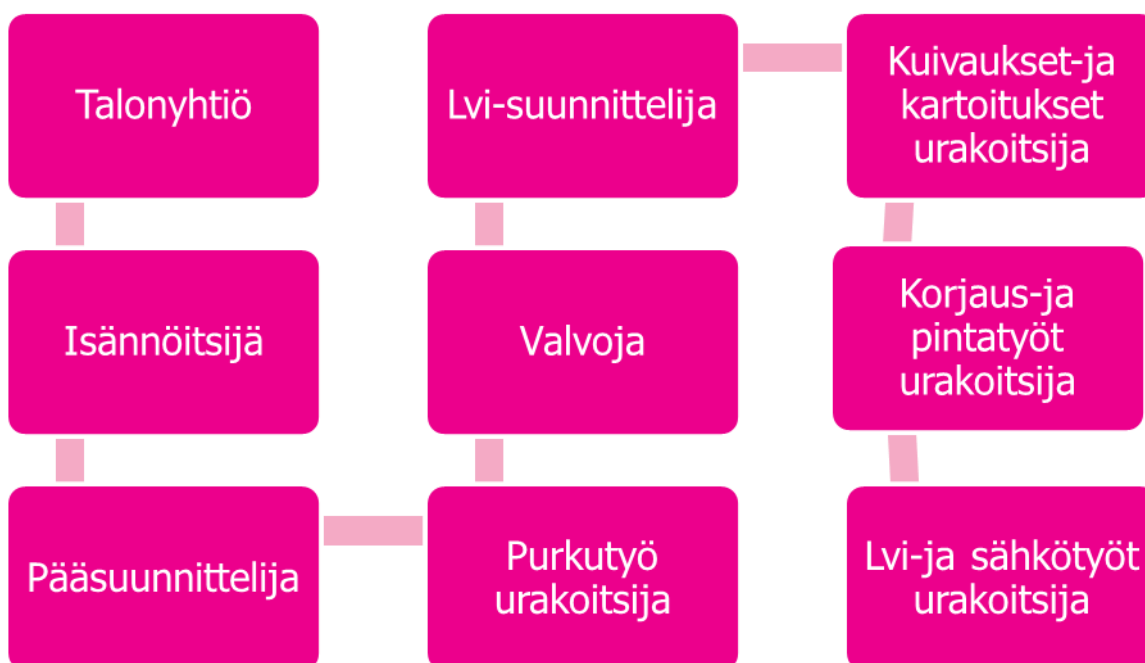 Talonyhtiö
Isännöitsijä
Pääsuunnittelija
Purkutyö
urakoitsija
Valvoja
Lvi-suunnittelija
Kuivaukset-ja
kartoitukset
urakoitsija
Korjaus-ja
pintatyöt
urakoitsija
Lvi-ja sähkötyöt
urakoitsija